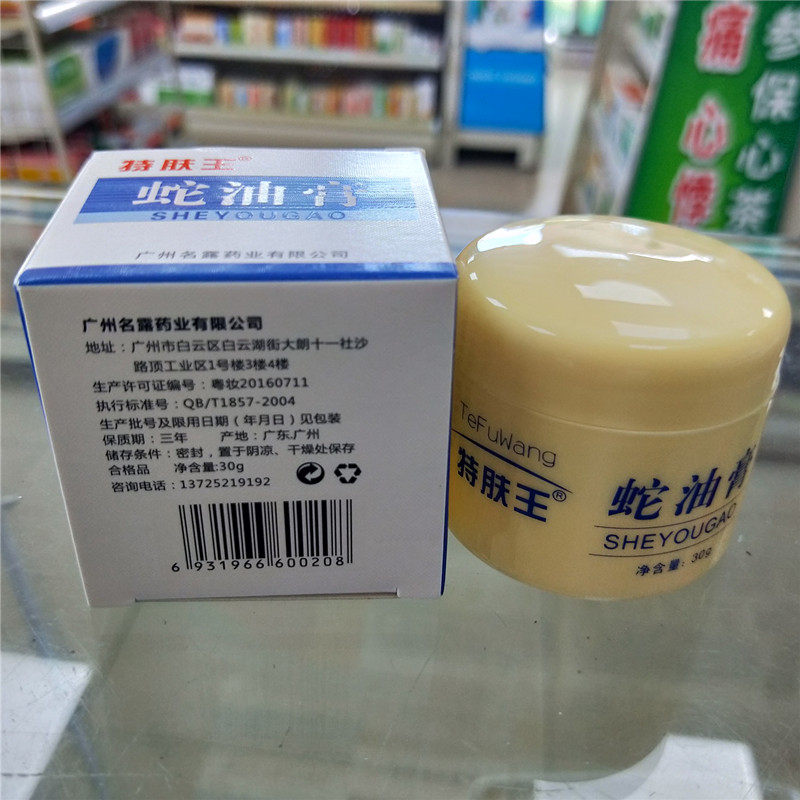 特肤王®
蛇油膏
SHEYOUGAO
广州名露药业有限公司
广州名露药业有限公司
地址：广州市白云区白云湖街大朗十一社沙
路顶工业区1号楼3楼4楼
生产许可证编号：粤妆20160711
执行标准号：QB/T1857-2004
生产批号及限用日期（年月日）见包装
保质期：三年 产地：广东.广州
储存条件：密封，置于阴凉、干燥处保存
合格品 净含量:30g
咨询电话：13725219192
6 931966 600208
TeFuWang
特肤王®
蛇油膏
SHEYOUGAO
净含量：30g
痛心悸
参保心茶